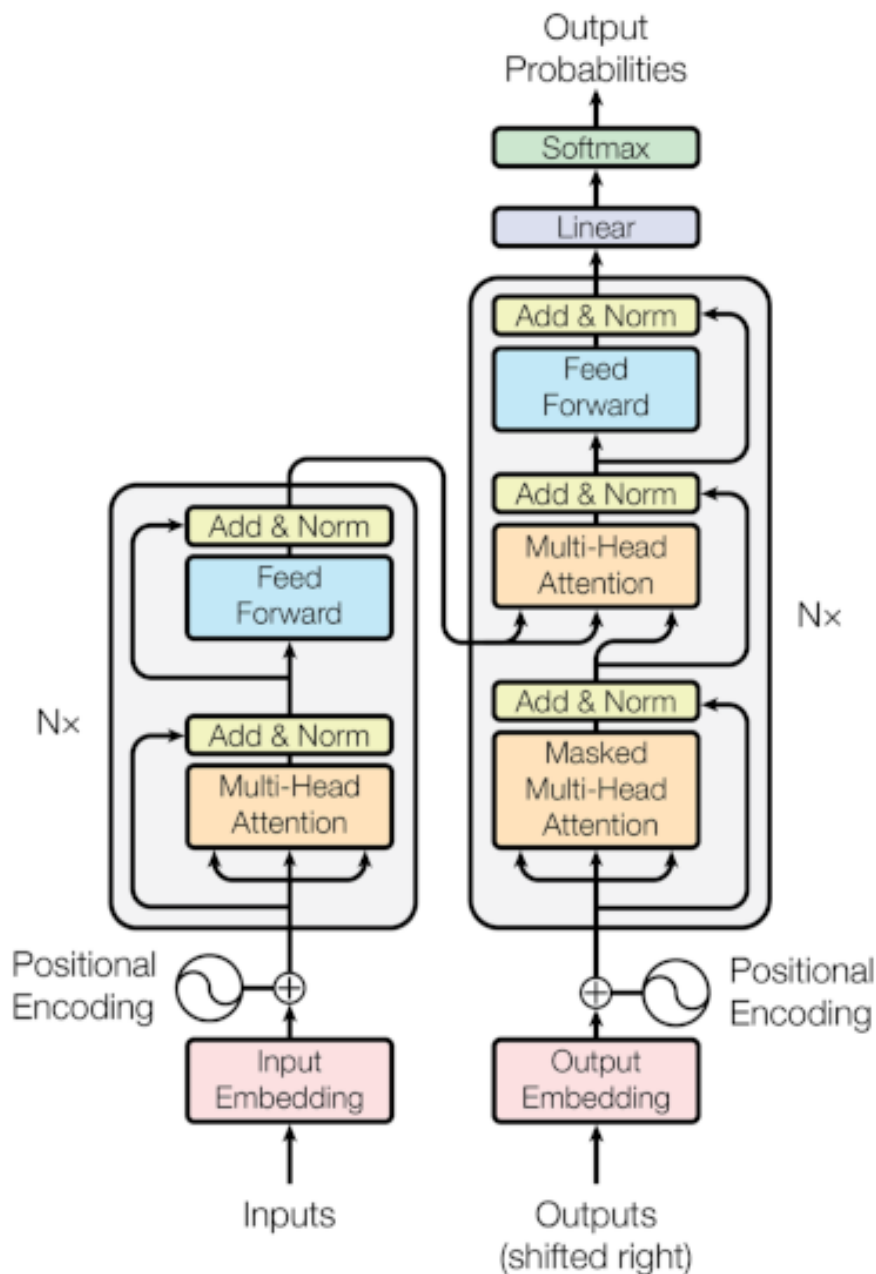 Output
Probabilities
Softmax
Linear
Add & Norm
Feed
Forward
Add & Norm
Multi-Head
Attention
Add & Norm
Masked
Multi-Head
Attention
N×
Add & Norm
Feed
Forward
Add & Norm
Multi-Head
Attention
N×
Positional
Encoding
Positional
Encoding
Input
Embedding
Output
Embedding
Inputs
Outputs
(shifted right)